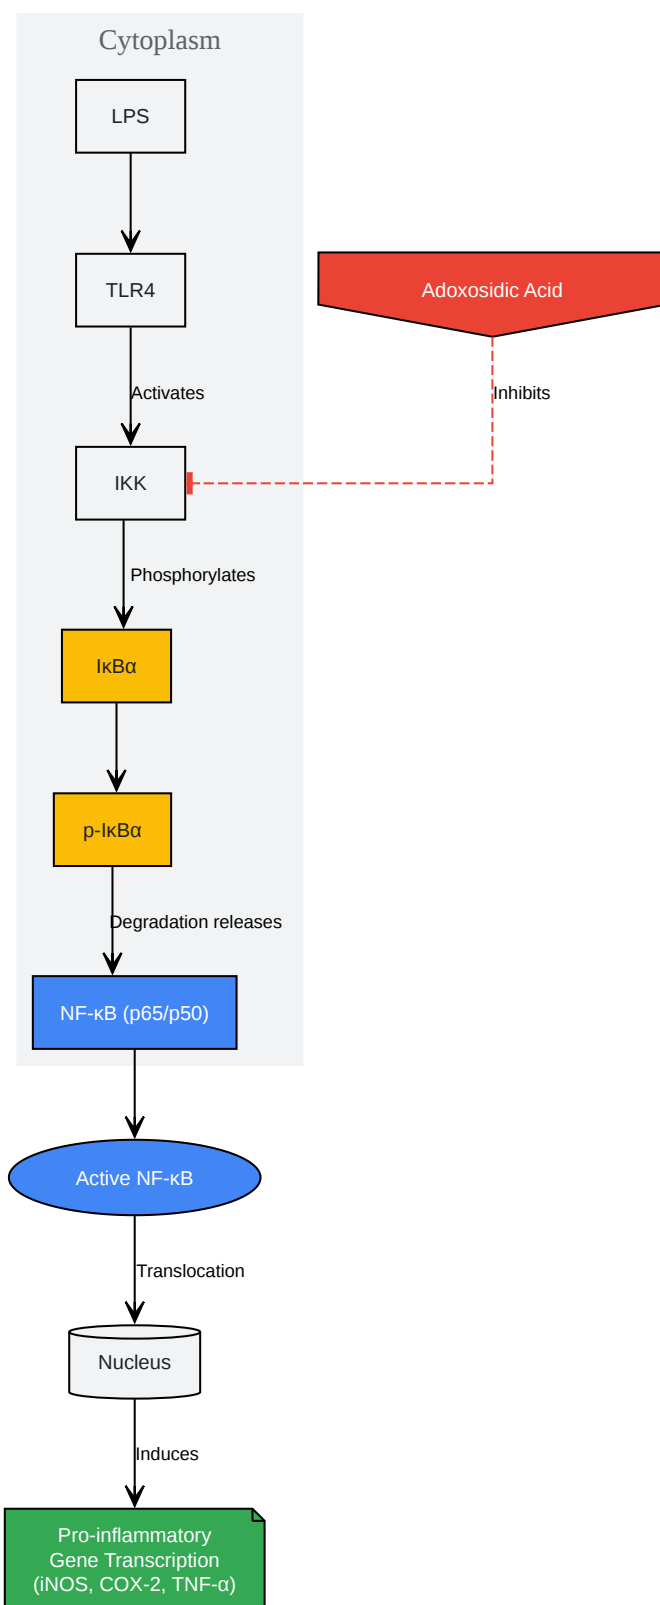 Cytoplasm
LPS
TLR4
Adoxosidic Acid
Activates
Inhibits
IKK
Phosphorylates
IκBα
p-IκBα
Degradation releases
NF-κB (p65/p50)
Active NF-κB
Translocation
Nucleus
Induces
Pro-inflammatory
Gene Transcription
(iNOS, COX-2, TNF-α)